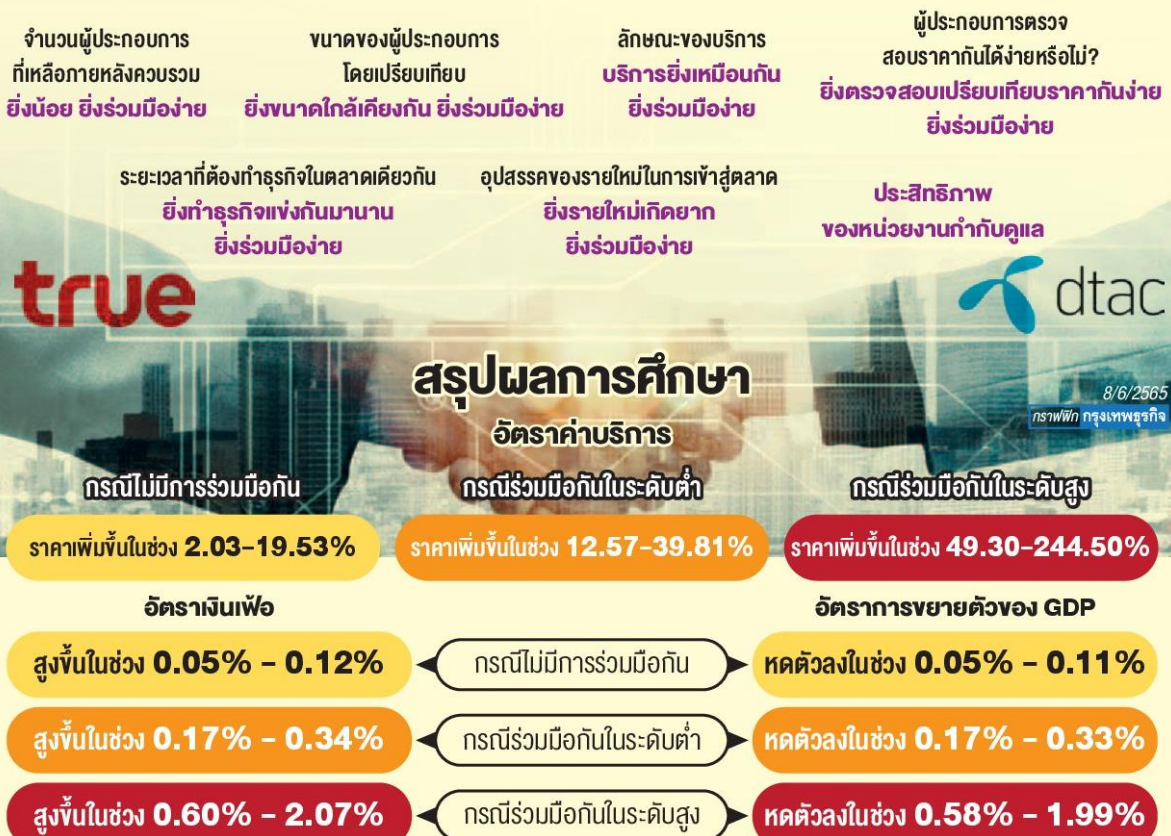 จำนวนผู้ประกอบการ
ที่เหลือภายหลังควบรวม
ยิ่งน้อย ยิ่งร่วมมือง่าย
ขนาดของผู้ประกอบการ
โดยเปรียบเทียบ
ยิ่งขนาดใกล้เคียงกัน ยิ่งร่วมมือง่าย
ลักษณะของบริการ
บริการยิ่งเหมือนกัน
ยิ่งร่วมมือง่าย
ผู้ประกอบการตรวจ
สอบราคากันได้ง่ายหรือไม่?
ยิ่งตรวจสอบเปรียบเทียบราคากันง่าย
ยิ่งร่วมมือง่าย
ระยะเวลาที่ต้องทำธุรกิจในตลาดเดียวกัน
ยิ่งทำธุรกิจแข่งกันมานาน
ยิ่งร่วมมือง่าย
อุปสรรคของรายใหม่ในการเข้าสู่ตลาด
ยิ่งรายใหม่เกิดยาก
ยิ่งร่วมมือง่าย
ประสิทธิภาพ
ของหน่วยงานกำกับดูแล
true
dtac
สรุปผลการศึกษา
8/6/2565
กราฟฟิก กรุงเทพธุรกิจ
อัตราค่าบริการ
กรณีไม่มีการร่วมมือกัน
กรณีร่วมมือกันในระดับต่ำ
กรณีร่วมมือกันในระดับสูง
ราคาเพิ่มขึ้นในช่วง 2.03-19.53%
ราคาเพิ่มขึ้นในช่วง 12.57-39.81%
ราคาเพิ่มขึ้นในช่วง 49.30-244.50%
อัตราเงินเฟ้อ
อัตราการขยายตัวของ GDP
สูงขึ้นในช่วง 0.05% - 0.12%
กรณีไม่มีการร่วมมือกัน
หดตัวลงในช่วง 0.05% - 0.11%
สูงขึ้นในช่วง 0.17% - 0.34%
กรณีร่วมมือกันในระดับต่ำ
หดตัวลงในช่วง 0.17% - 0.33%
สูงขึ้นในช่วง 0.60% - 2.07%
กรณีร่วมมือกันในระดับสูง
หดตัวลงในช่วง 0.58% - 1.99%